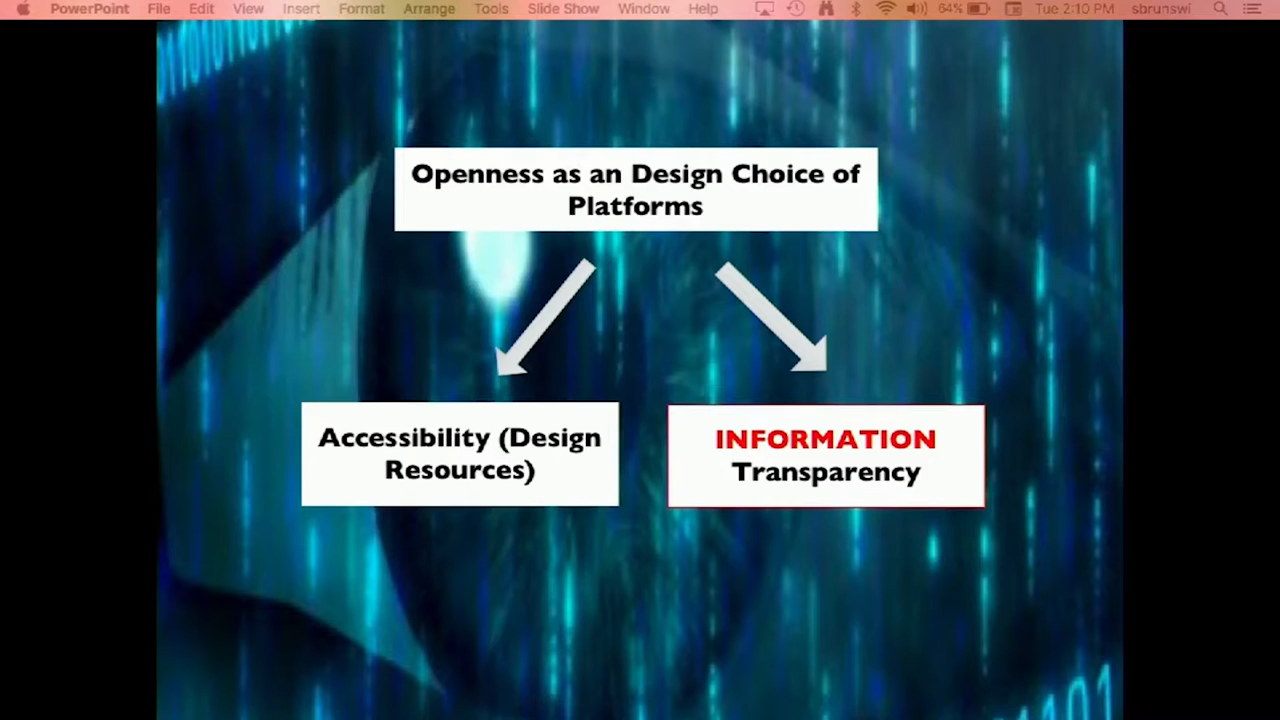 PowerPoint File Edit View Insert Format Arrange Tools Slide Show Window Help 64% Tue 2:10 PM sbrunswi
Openness as an Design Choice of
Platforms
Accessibility (Design
Resources)
INFORMATION
Transparency